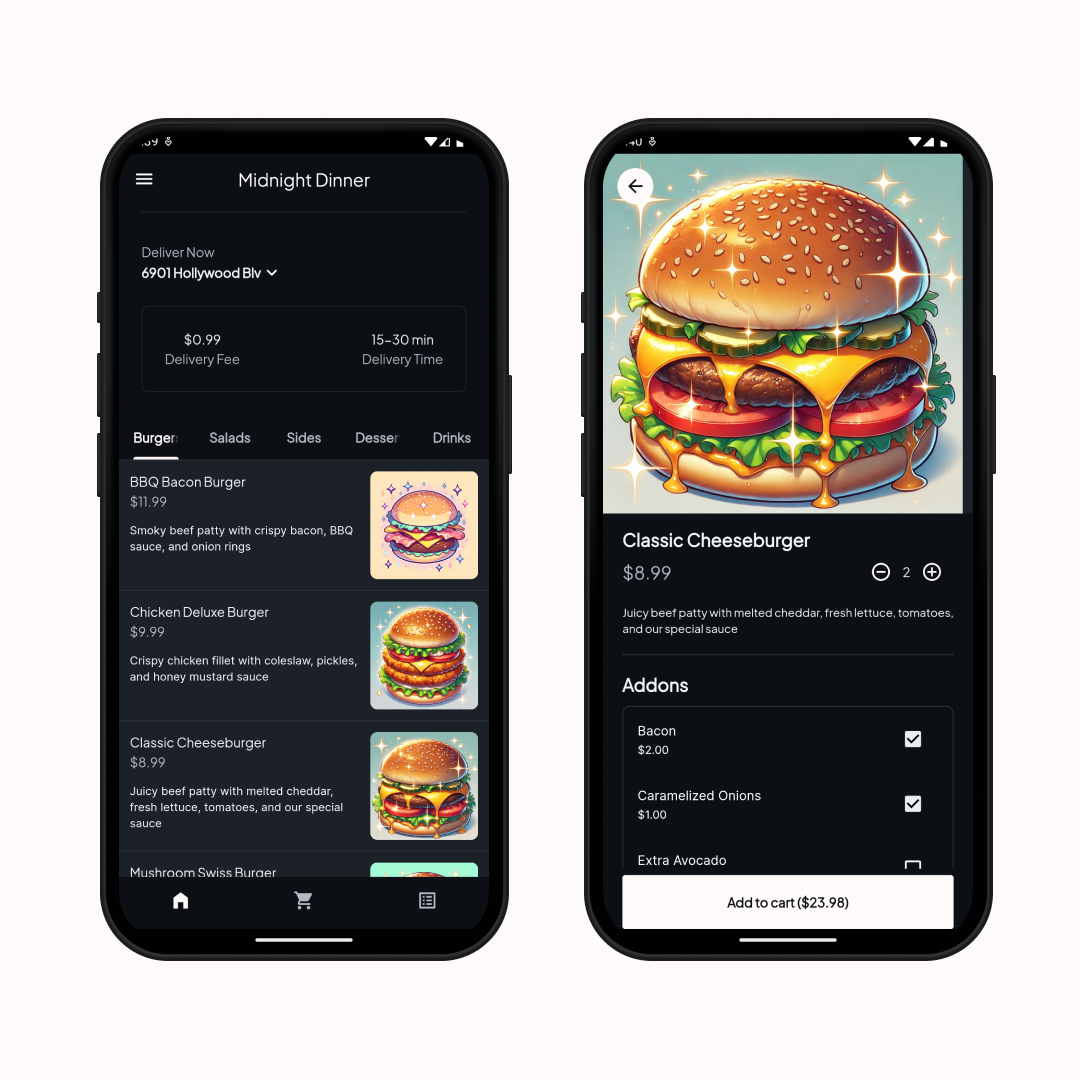 Midnight Dinner
Deliver Now
6901 Hollywood Blv
$0.99
Delivery Fee
15–30 min
Delivery Time
Burger
Salads
Sides
Desser
Drinks
BBQ Bacon Burger
$11.99
Smoky beef patty with crispy bacon, BBQ
sauce, and onion rings
Chicken Deluxe Burger
$9.99
Crispy chicken fillet with coleslaw, pickles,
and honey mustard sauce
Classic Cheeseburger
$8.99
Juicy beef patty with melted cheddar,
fresh lettuce, tomatoes, and our special
sauce
Mushroom Swiss Burger
Classic Cheeseburger
$8.99
2
Juicy beef patty with melted cheddar, fresh lettuce, tomatoes,
and our special sauce
Addons
Bacon
$2.00
Caramelized Onions
$1.00
Extra Avocado
Add to cart ($23.98)